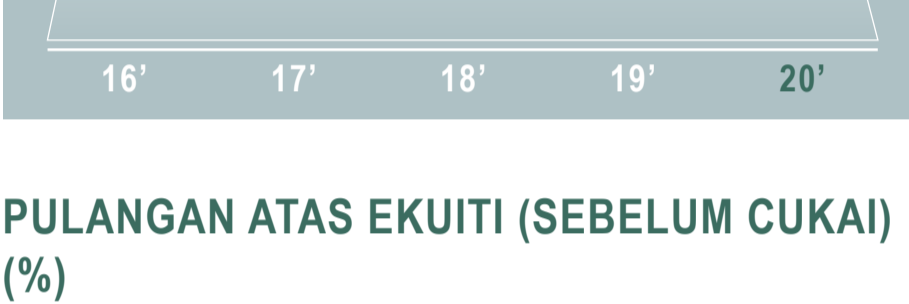 16’ 17’ 18’ 19’ 20’
PULANGAN ATAS EKUITI (SEBELUM CUKAI)
(%)